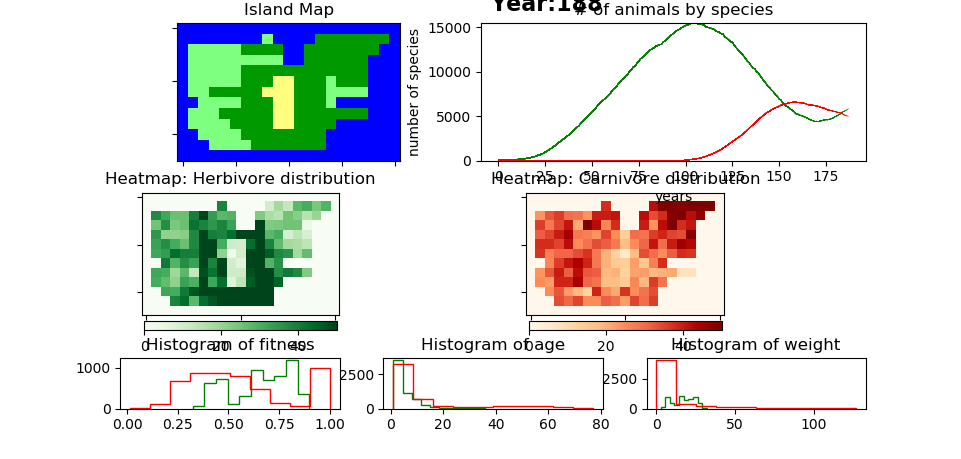 Year:188
Island Map
# of animals by species
number of species
15000
10000
5000
0
0 25 50 75 100 125 150 175
years
Heatmap: Herbivore distribution
Heatmap: Carnivore distribution
0 20 40
0 20 40
Histogram of fitness
Histogram of age
Histogram of weight
1000
0
0.00 0.25 0.50 0.75 1.00
2500
0
0 20 40 60 80
2500
0
0 50 100